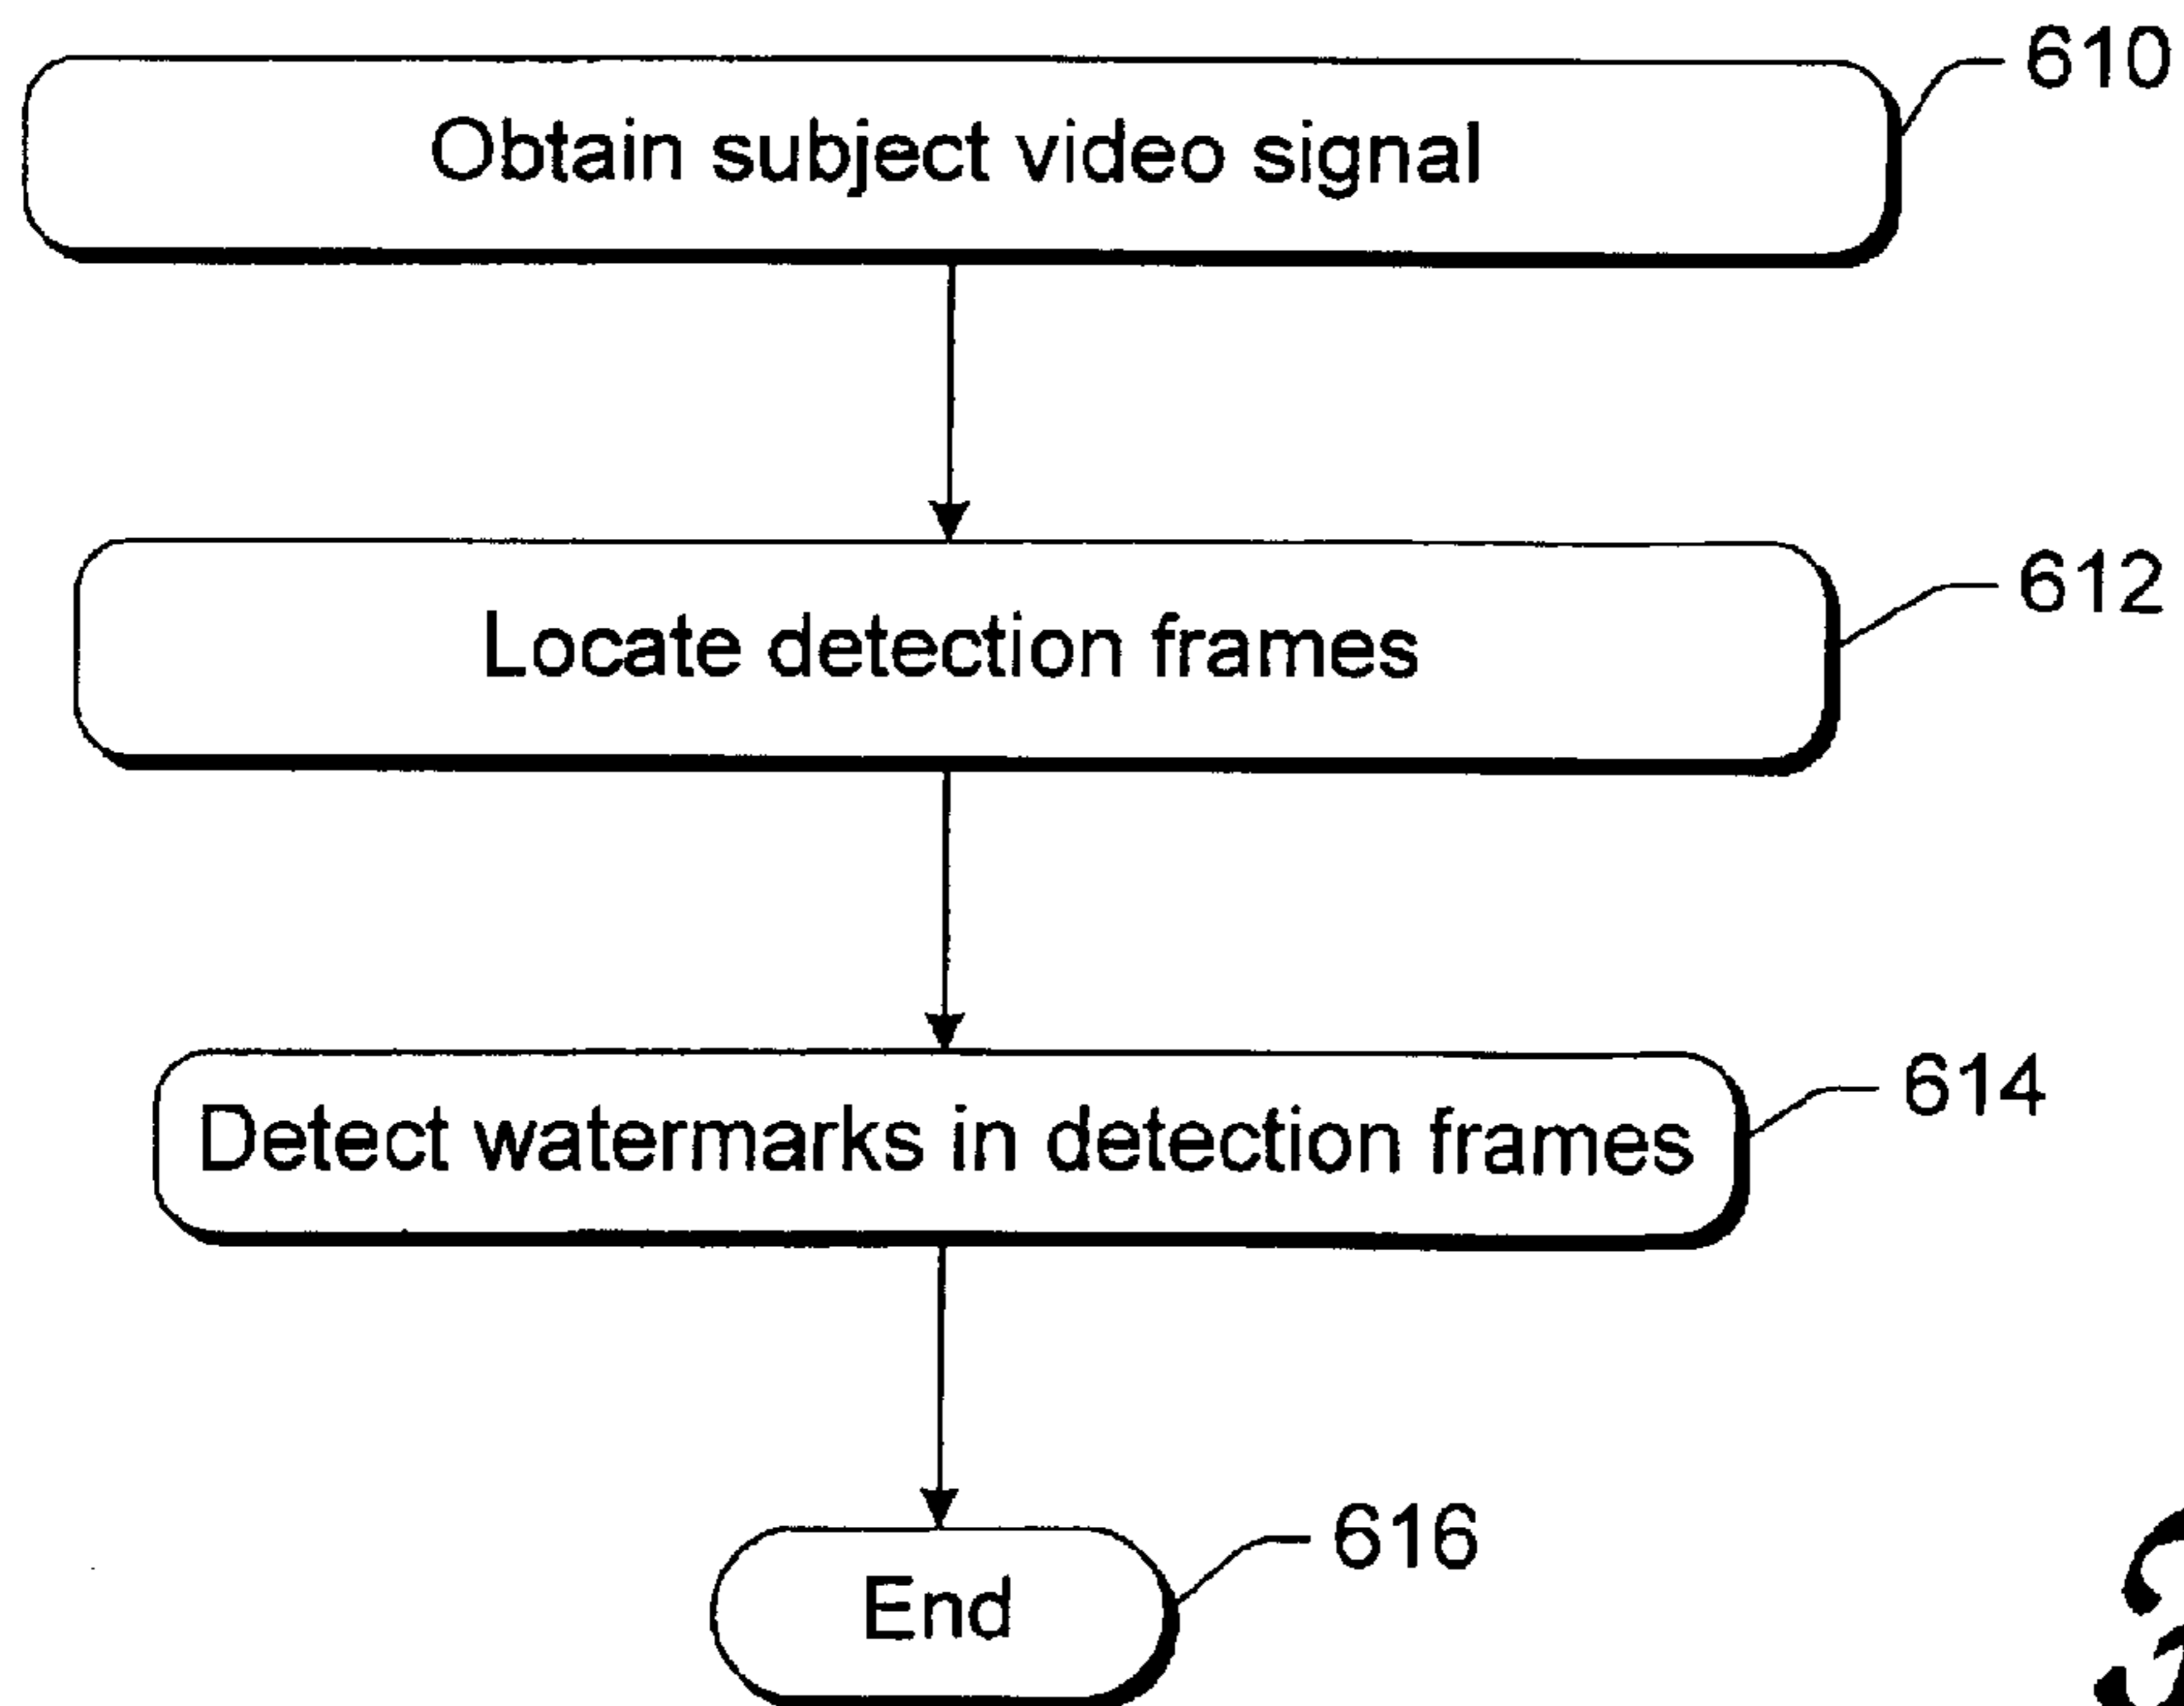 610
Obtain subject video signal
612
Locate detection frames
614
Detect watermarks in detection frames
616
End